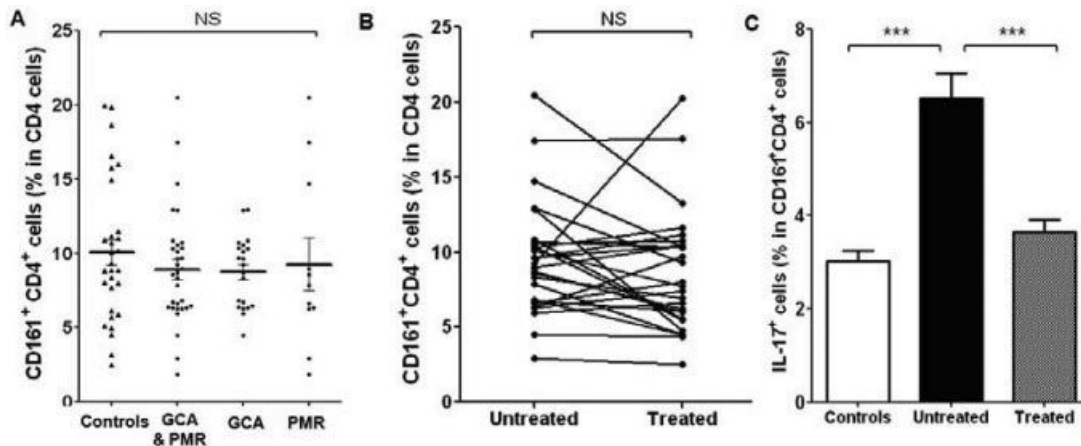 A
NS
CD161+ CD4+ cells (% in CD4 cells)
25
20
15
10
5
0
Controls
GCA
& PMR
GCA
PMR
B
NS
CD161+CD4+ cells (% in CD4 cells
25
20
15
10
5
0
Untreated
Treated
C
***
***
IL-17+ cells (% in CD161+CD4+ cells)
8
6
4
2
0
Controls
Untreated
Treated